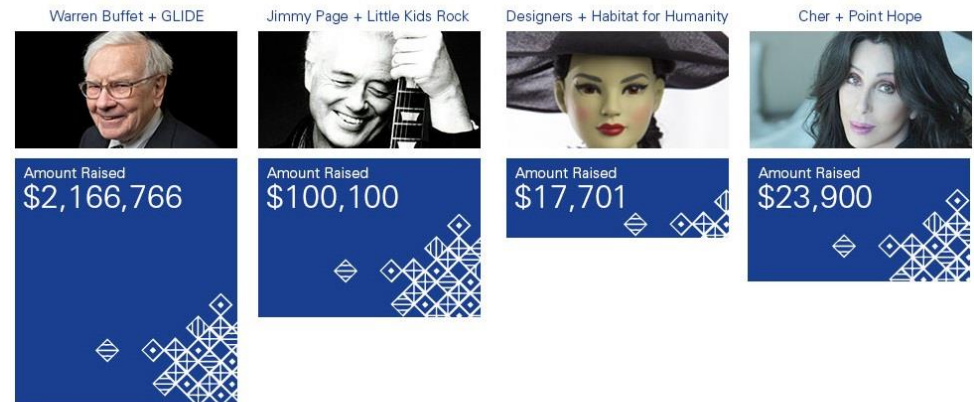 Warren Buffet + GLIDE
Amount Raised
$2,166,766
Jimmy Page + Little Kids Rock
Amount Raised
$100,100
Designers + Habitat for Humanity
Amount Raised
$17,701
Cher + Point Hope
Amount Raised
$23,900